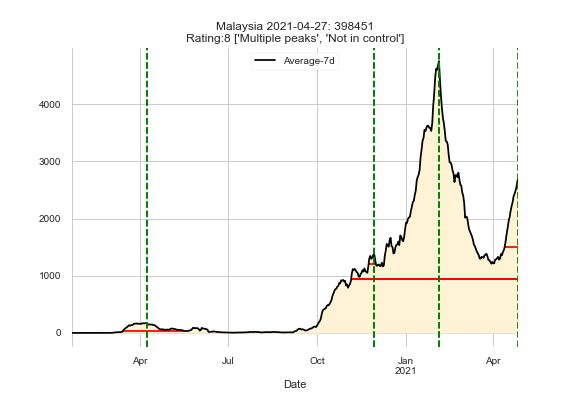 Malaysia 2021-04-27: 398451
Rating:8 ['Multiple peaks', 'Not in control']
Average-7d
4000
3000
2000
1000
0
Apr Jul Oct Jan Apr
2021
Date